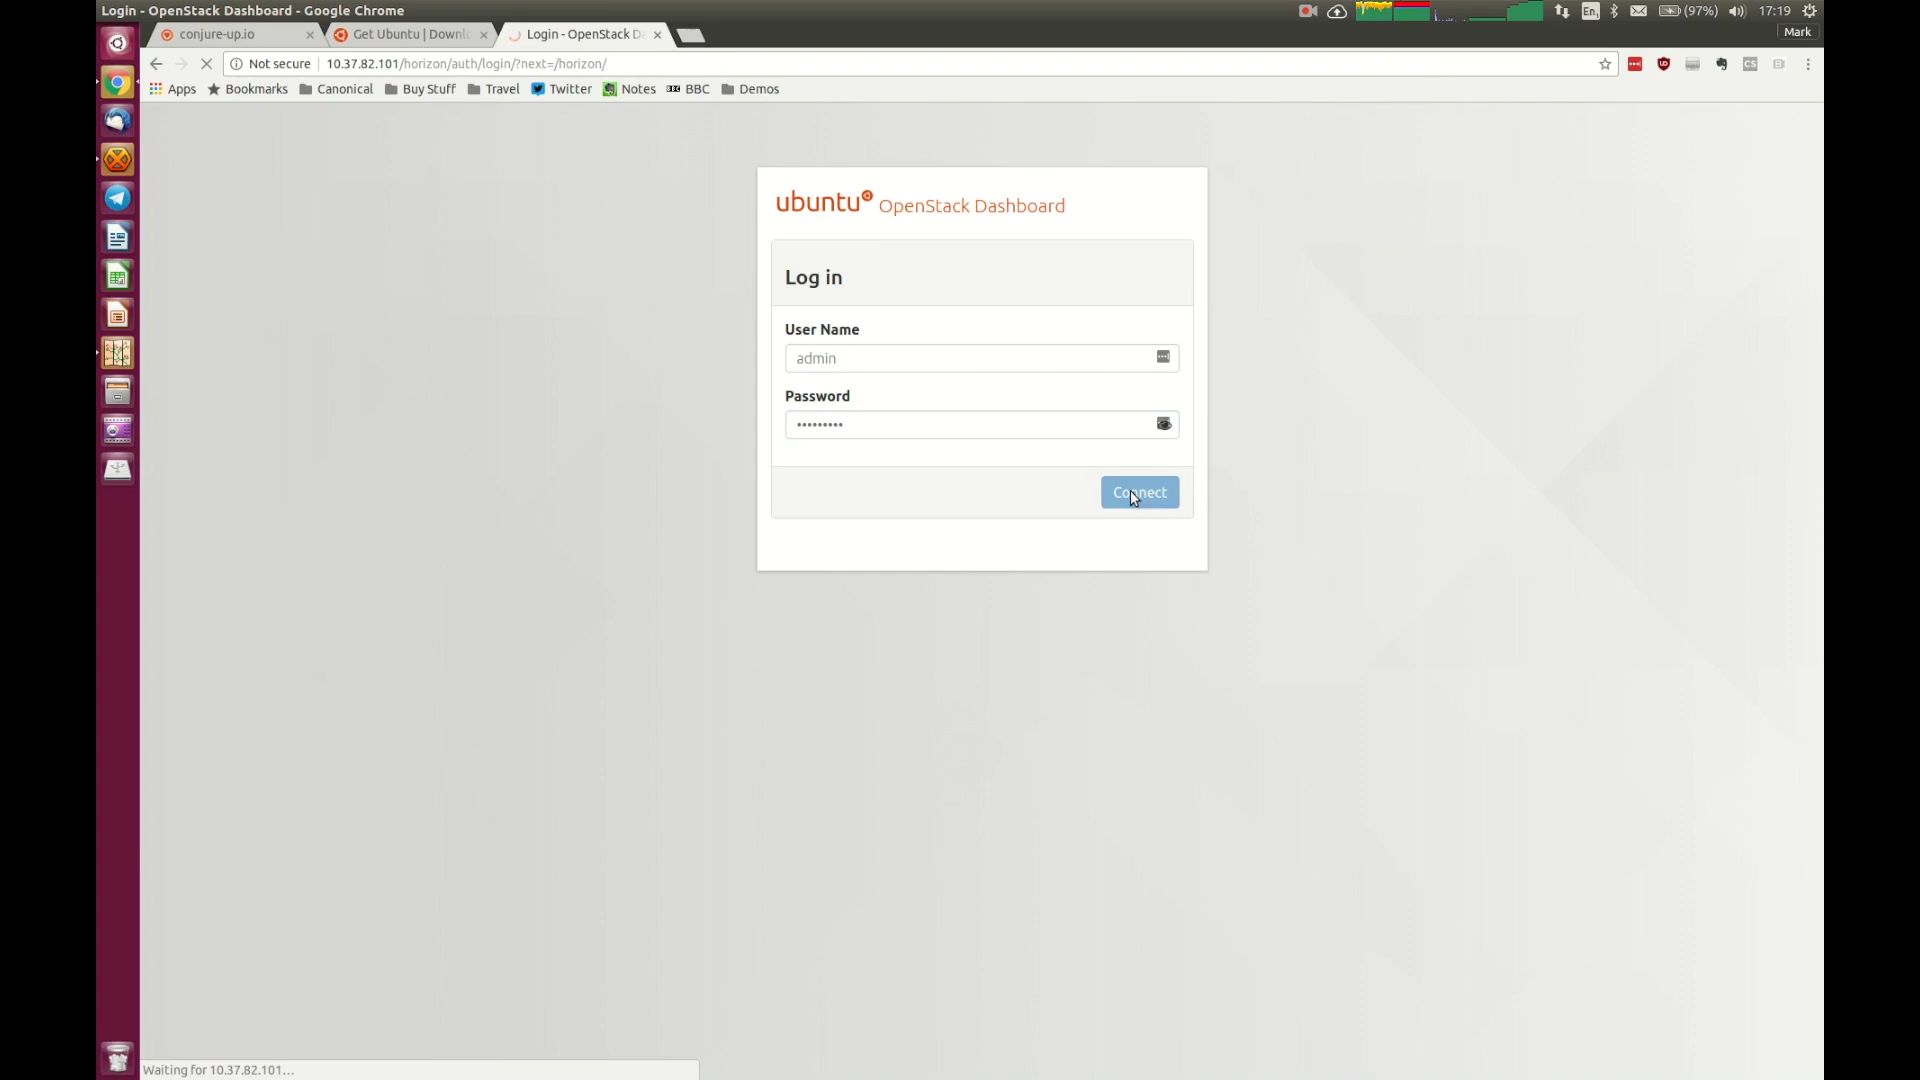 Login - OpenStack Dashboard - Google Chrome
En (97%) 17:19
Mark
conjure-up.io
Get Ubuntu | Downl
Login - OpenStack Da
Not secure 10.37.82.101/horizon/auth/login/?next=/horizon/
Apps Bookmarks Canonical Buy Stuff Travel Twitter Notes BBC Demos
ubuntu OpenStack Dashboard
Log in
User Name
admin
Password
•••••••••
Connect
Waiting for 10.37.82.101...